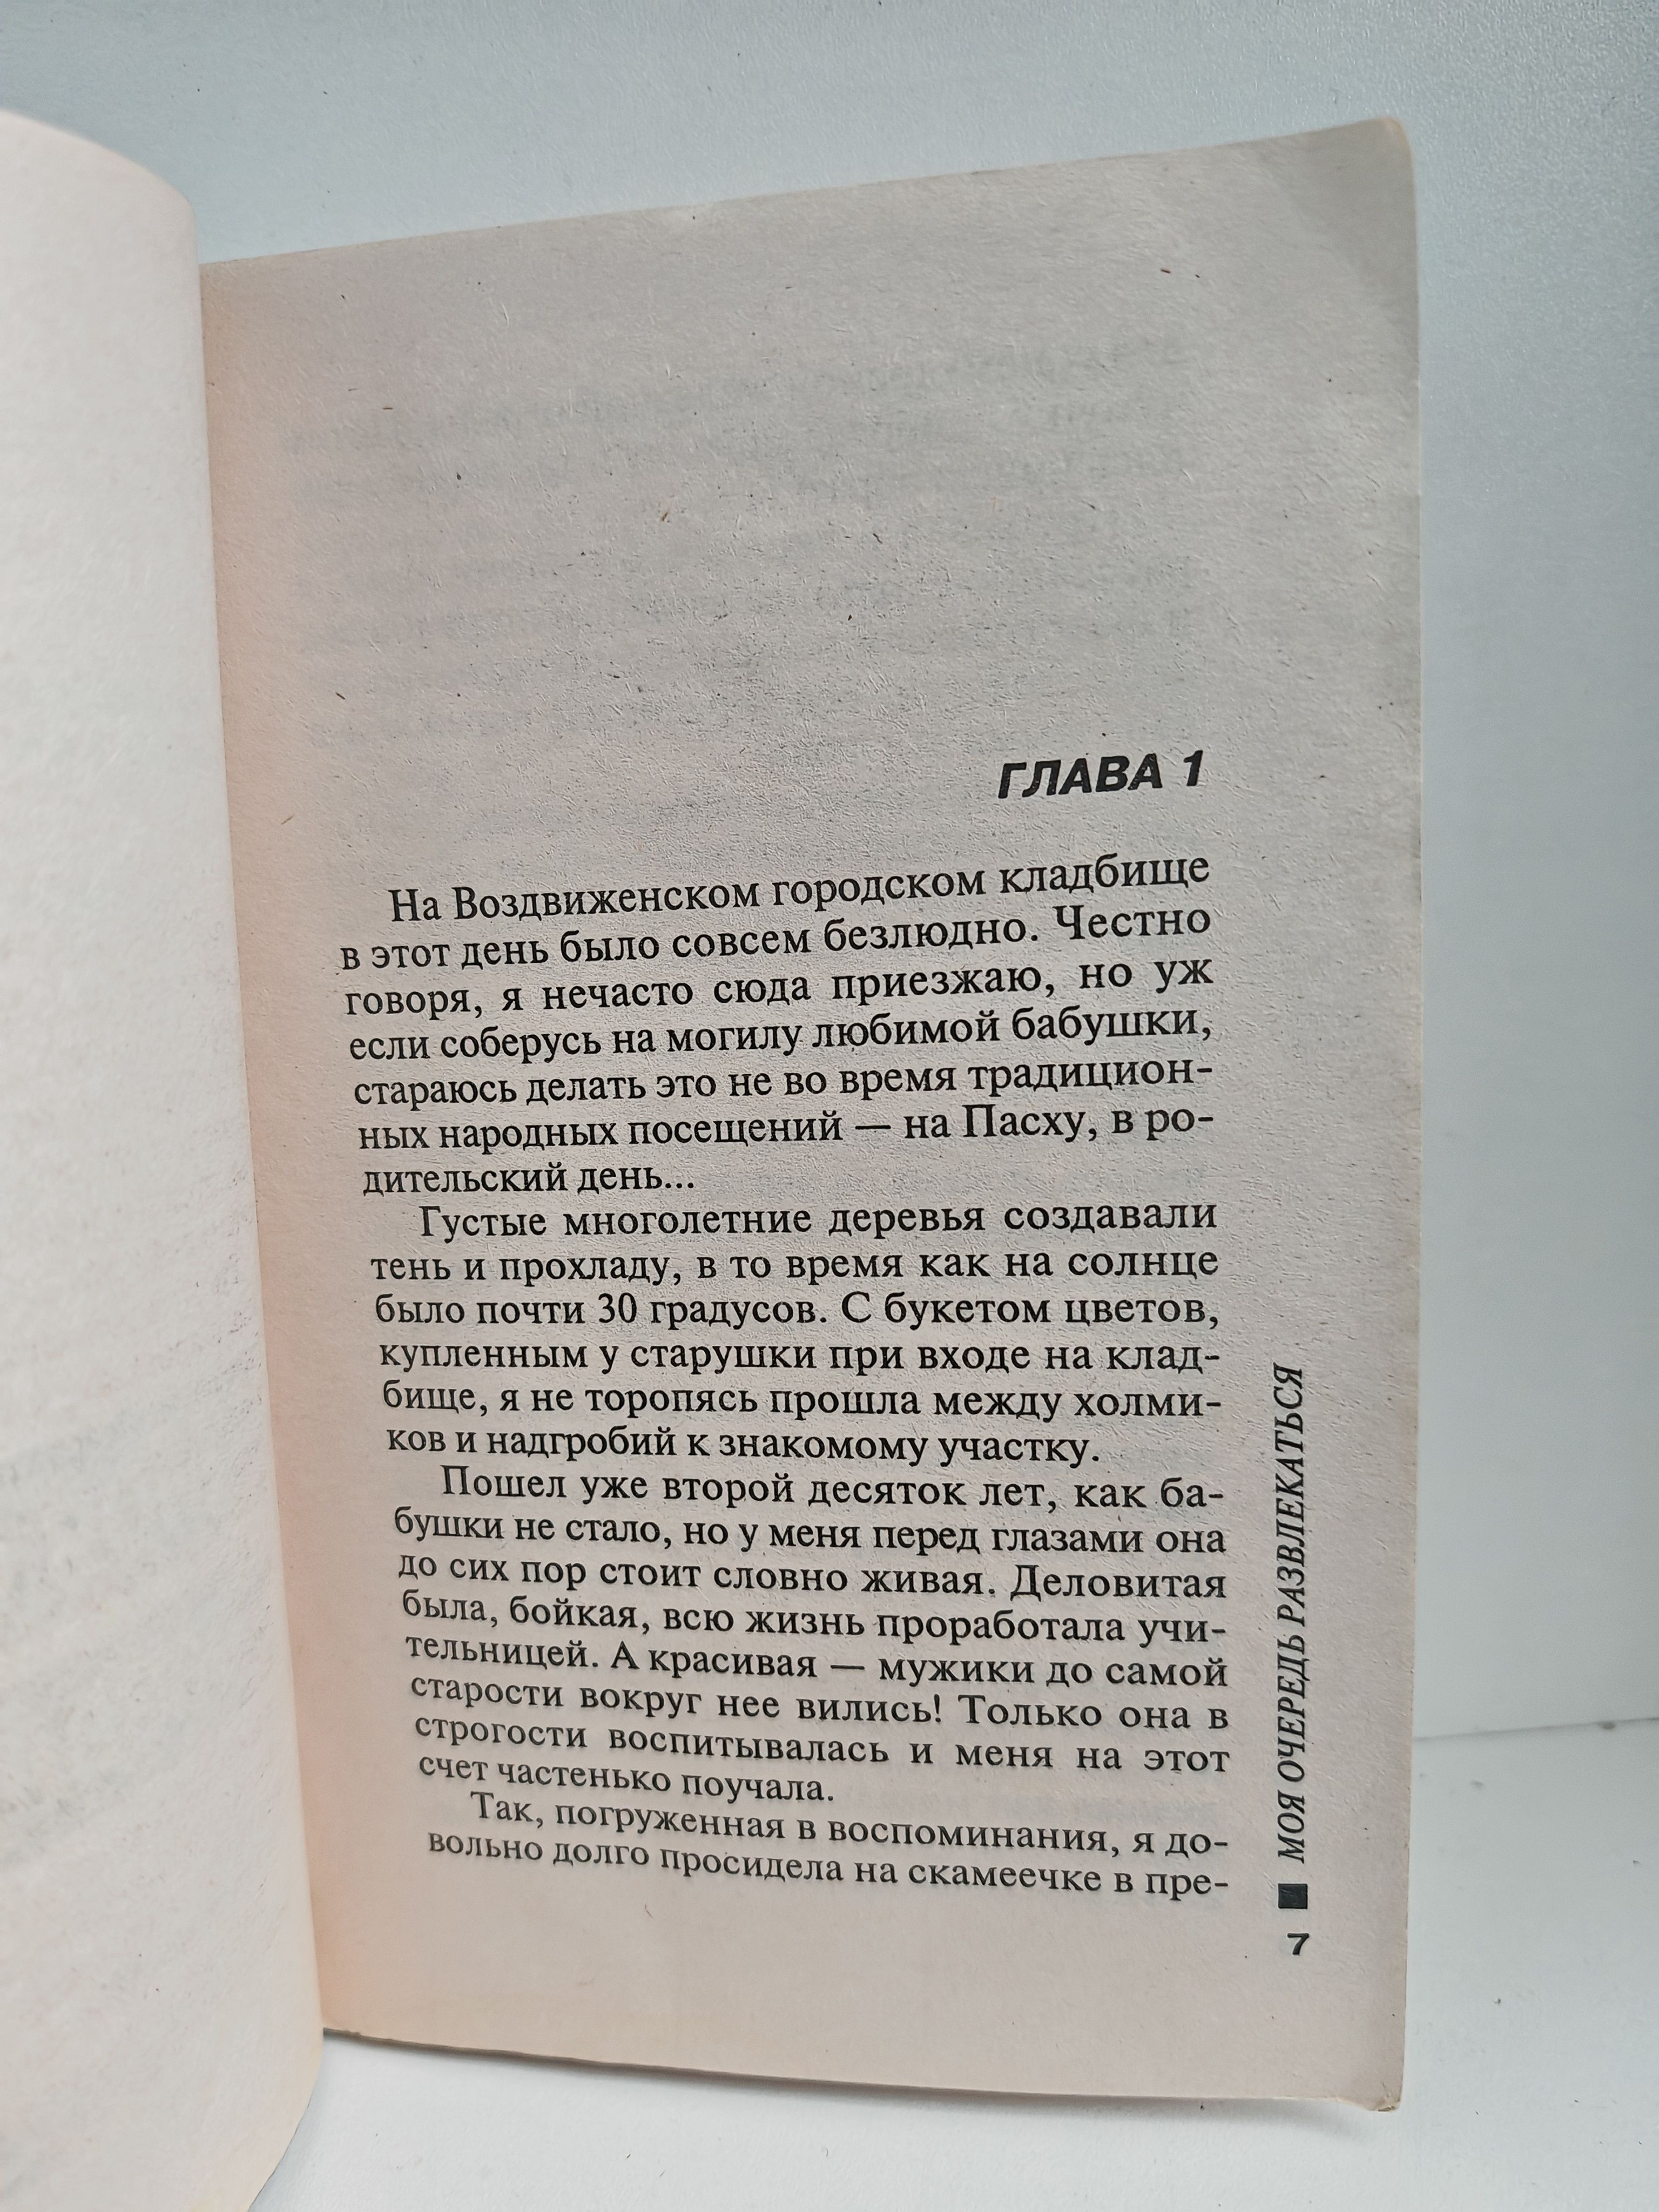 ГЛАВА 1
На Воздвиженском городском кладбище
в этот день было совсем безлюдно. Честно
говоря, я нечасто сюда приезжаю, но уж
если соберусь на могилу любимой бабушки,
стараюсь делать это не во время традицион-
ных народных посещений — на Пасху, в ро-
дительский день...
Густые многолетние деревья создавали
тень и прохладу, в то время как на солнце
было почти 30 градусов. С букетом цветов,
купленным у старушки при входе на клад-
бище, я не торопясь прошла между холми-
ков и надгробий к знакомому участку.
Пошел уже второй десяток лет, как ба-
бушки не стало, но у меня перед глазами она
до сих пор стоит словно живая. Деловитая
была, бойкая, всю жизнь проработала учи-
тельницей. А красивая — мужики до самой
старости вокруг нее вились! Только она в
строгости воспитывалась и меня на этот
счет частенько поучала.
Так, погруженная в воспоминания, я до-
вольно долго просидела на скамеечке в пре-
МОЯ ОЧЕРЕДЬ РАЗВЛЕКАТЬСЯ
7